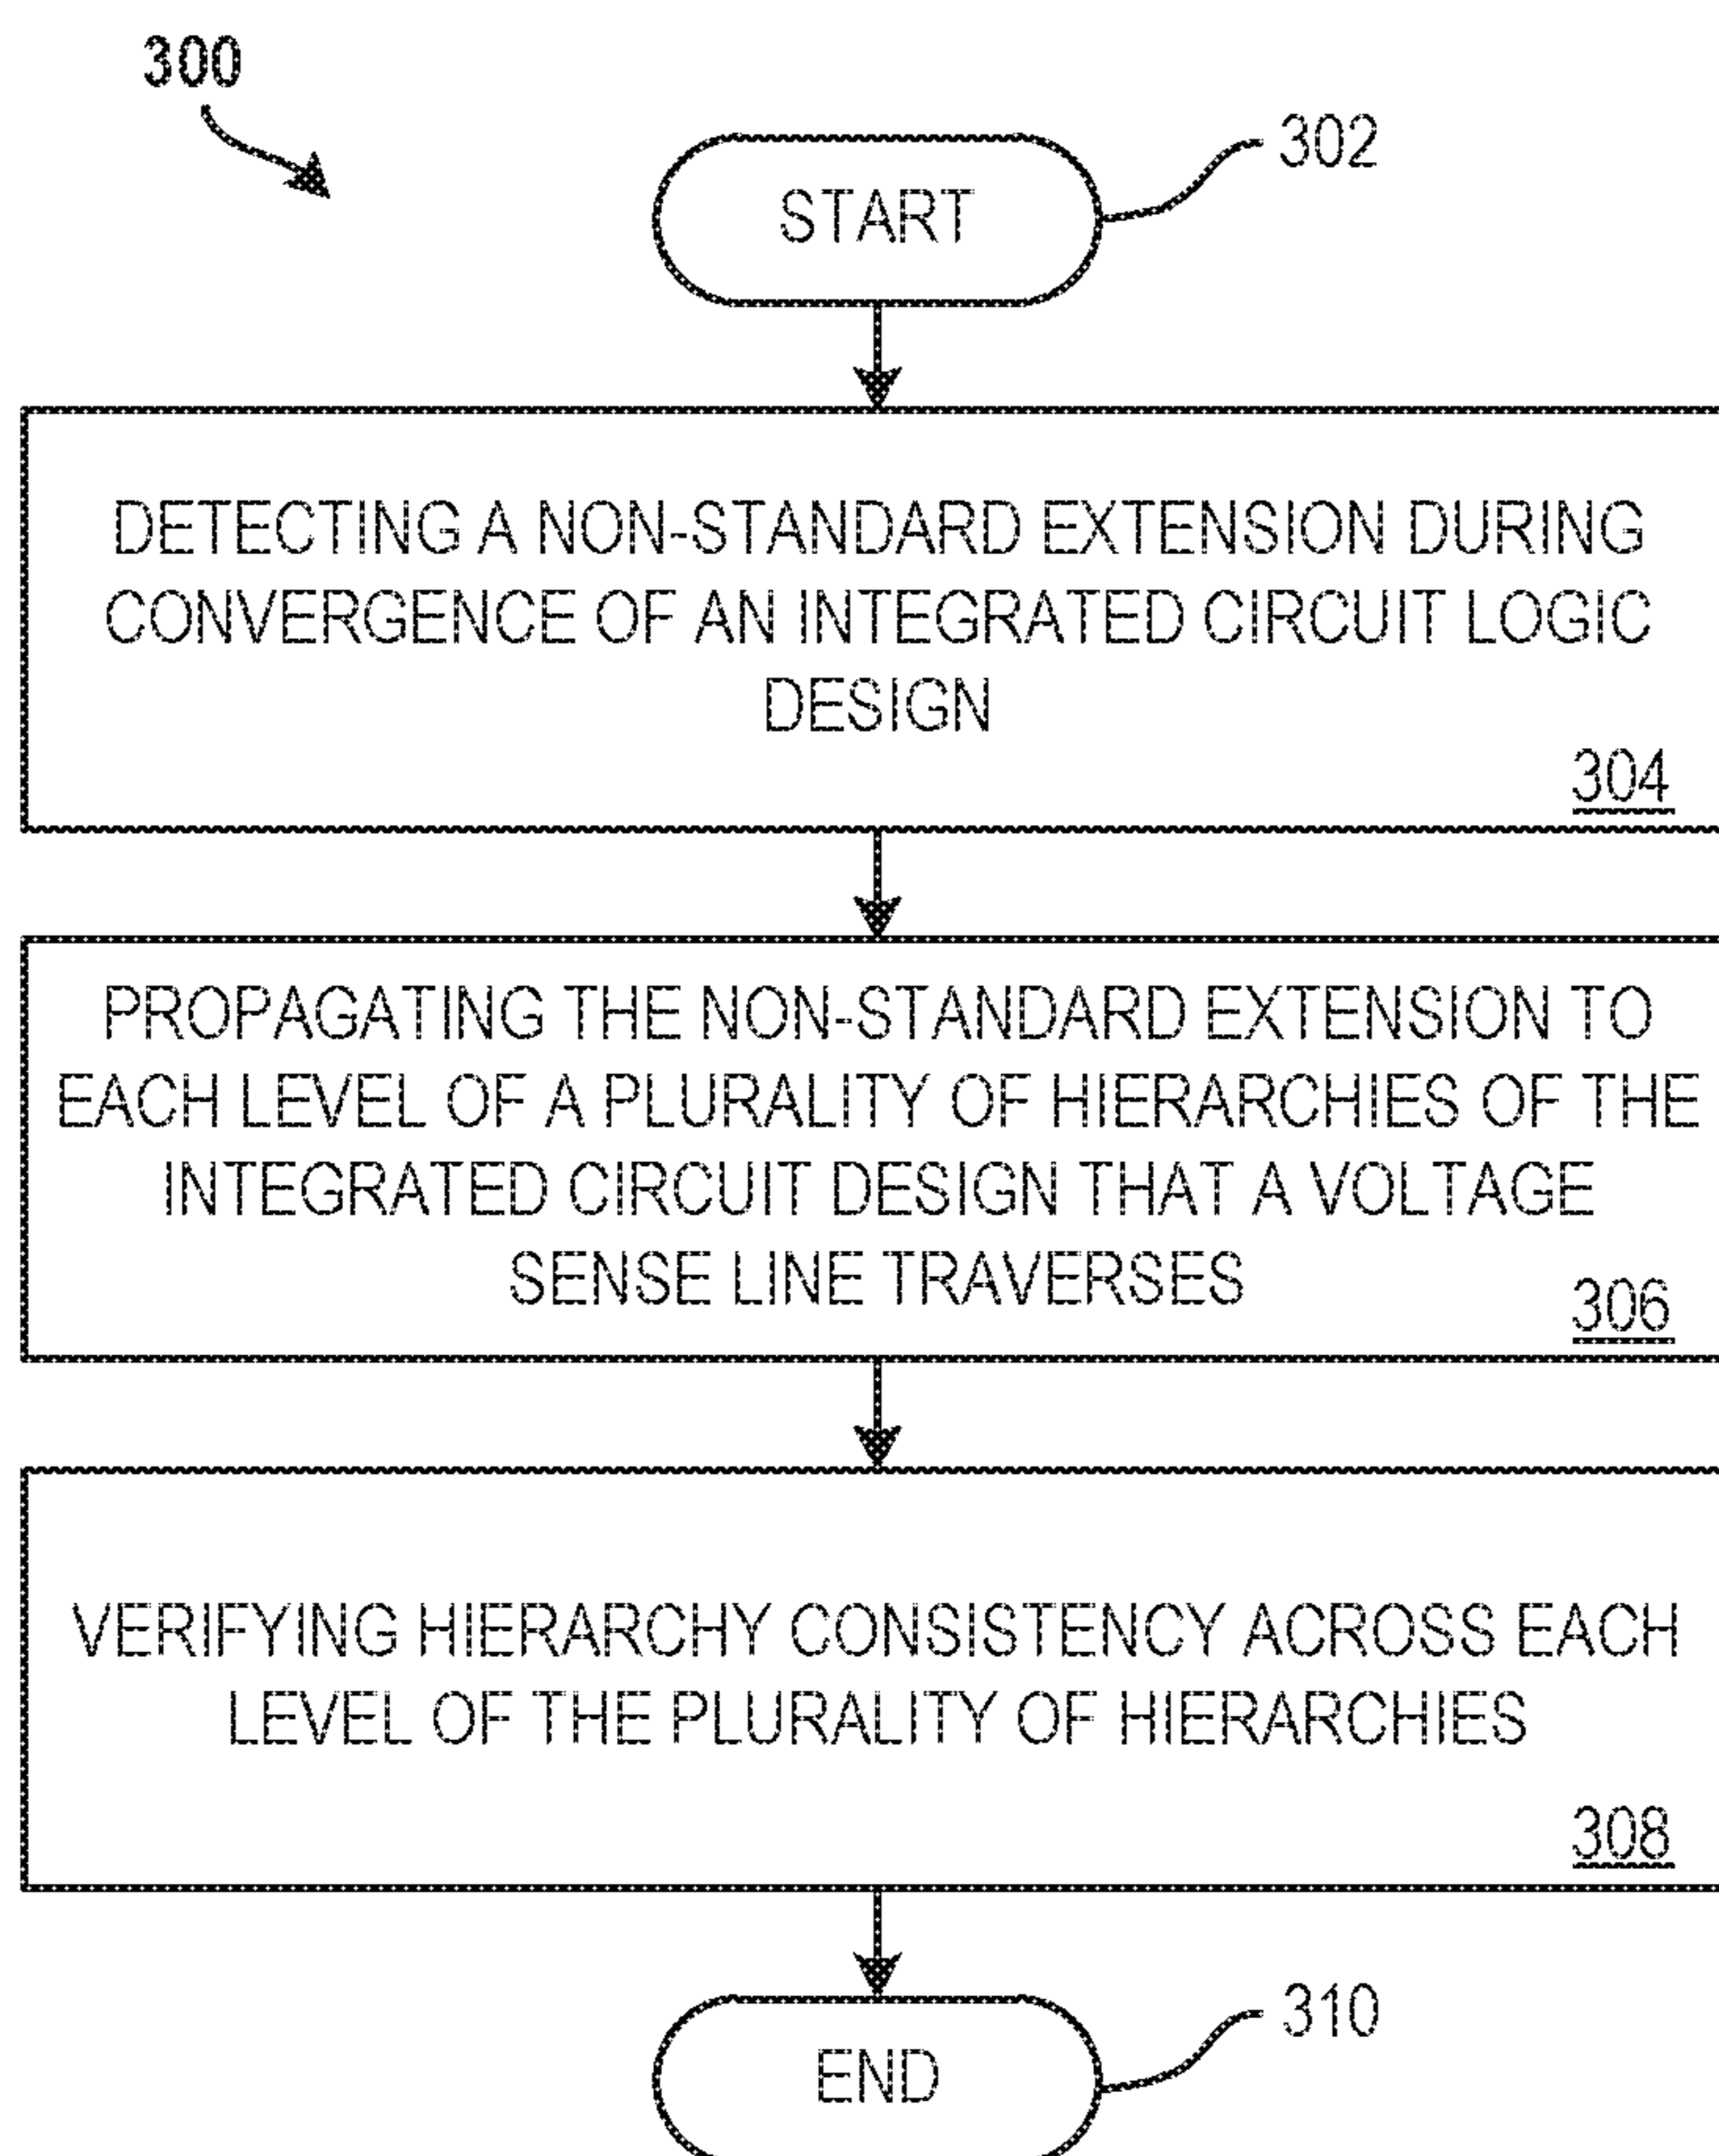 300
302
START
DETECTING A NON-STANDARD EXTENSION DURING
CONVERGENCE OF AN INTEGRATED CIRCUIT LOGIC
DESIGN
304
PROPAGATING THE NON-STANDARD EXTENSION TO
EACH LEVEL OF A PLURALITY OF HIERARCHIES OF THE
INTEGRATED CIRCUIT DESIGN THAT A VOLTAGE
SENSE LINE TRAVERSES
306
VERIFYING HIERARCHY CONSISTENCY ACROSS EACH
LEVEL OF THE PLURALITY OF HIERARCHIES
308
310
END